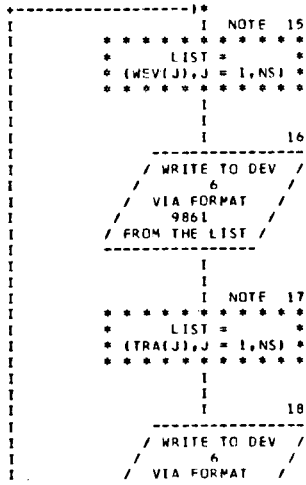 NOTE 15
LIST =
(WEV(J),J = 1,NS)
16
WRITE TO DEV
6
VIA FORMAT
9861
FROM THE LIST
NOTE 17
LIST =
(TRA(J),J = 1,NS)
18
WRITE TO DEV
6
VIA FORMAT